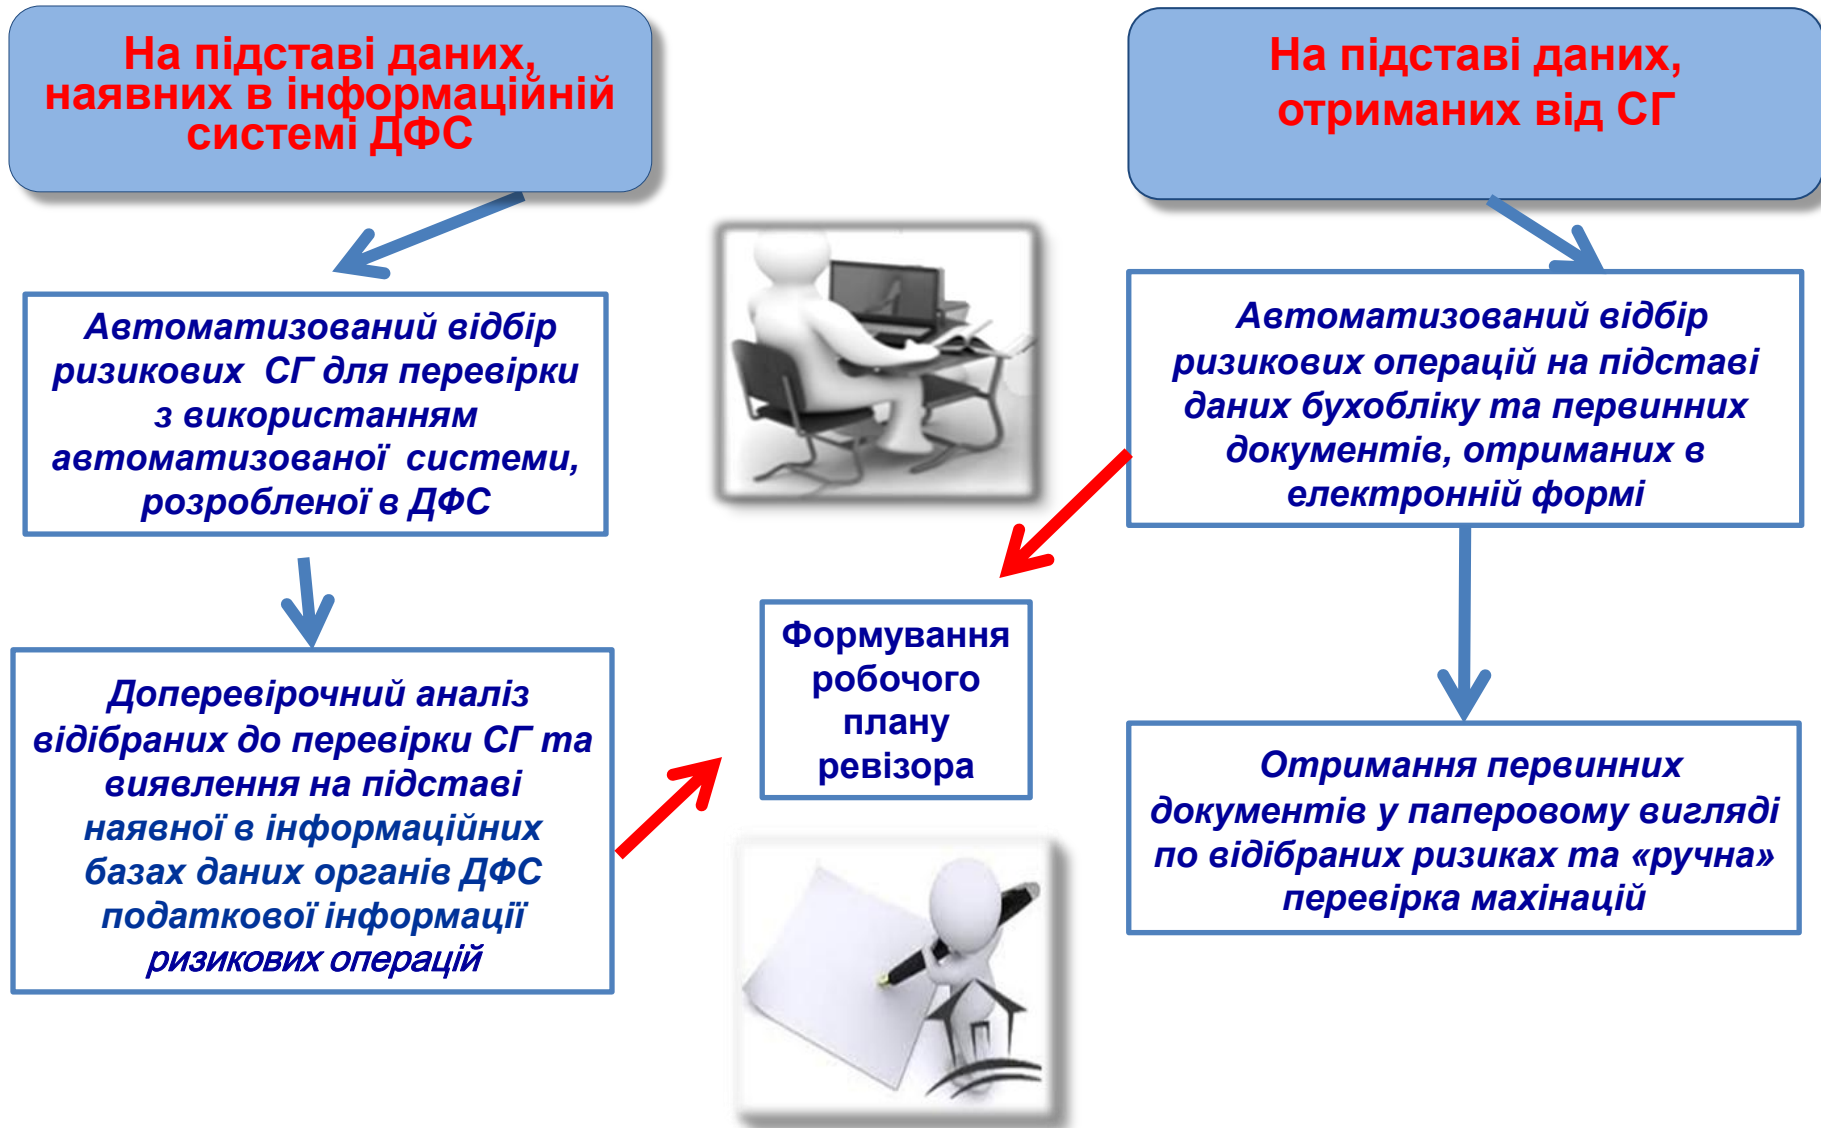 На підставі даних,
наявних в інформаційній
системі ДФС
На підставі даних,
отриманих від СГ
Автоматизований відбір
ризикових СГ для перевірки
з використанням
автоматизованої системи,
розробленої в ДФС
Автоматизований відбір
ризикових операцій на підставі
даних бухобліку та первинних
документів, отриманих в
електронній формі
Формування
робочого
плану
ревізора
Доперевірочний аналіз
відібраних до перевірки СГ та
виявлення на підставі
наявної в інформаційних
базах даних органів ДФС
податкової інформації
ризикових операцій
Отримання первинних
документів у паперовому вигляді
по відібраних ризиках та «ручна»
перевірка махінацій